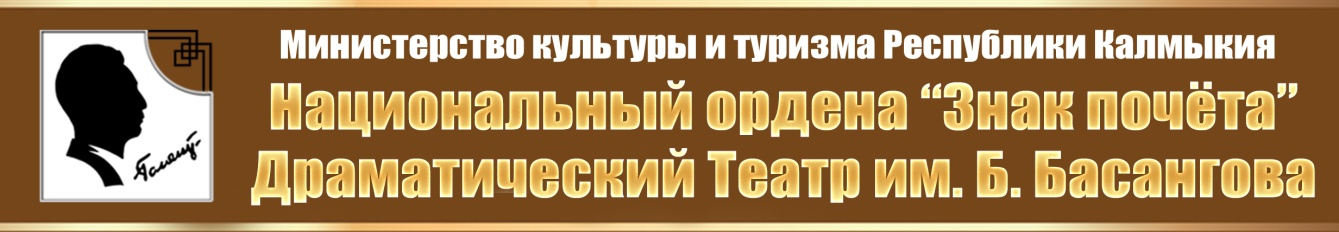 Министерство культуры и туризма Республики Калмыкия
Национальный ордена “Знак почёта”
Драматический Театр им. Б. Басангова